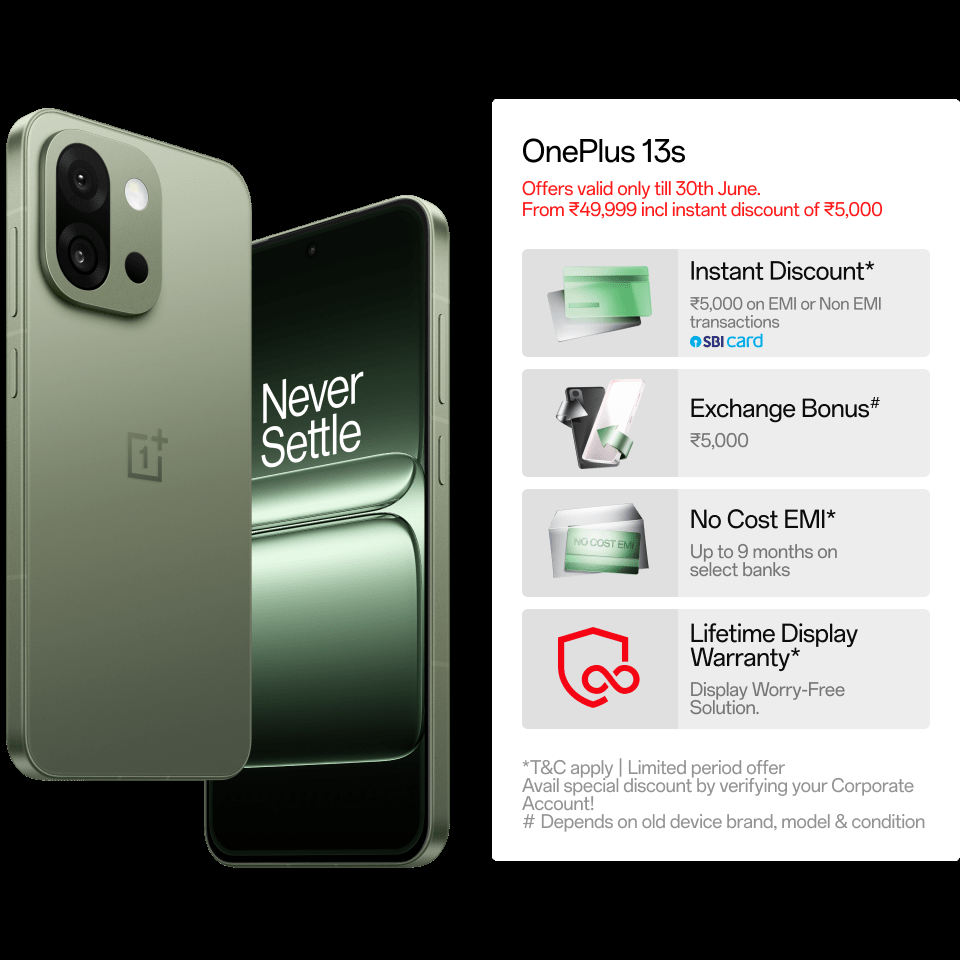 Never
Settle
OnePlus 13s
Offers valid only till 30th June.
From ₹49,999 incl instant discount of ₹5,000
Instant Discount*
₹5,000 on EMI or Non EMI
transactions
SBI card
Exchange Bonus#
₹5,000
NO COST EMI
No Cost EMI*
Up to 9 months on
select banks
Lifetime Display
Warranty*
Display Worry-Free
Solution.
*T&C apply | Limited period offer
Avail special discount by verifying your Corporate
Account!
# Depends on old device brand, model & condition